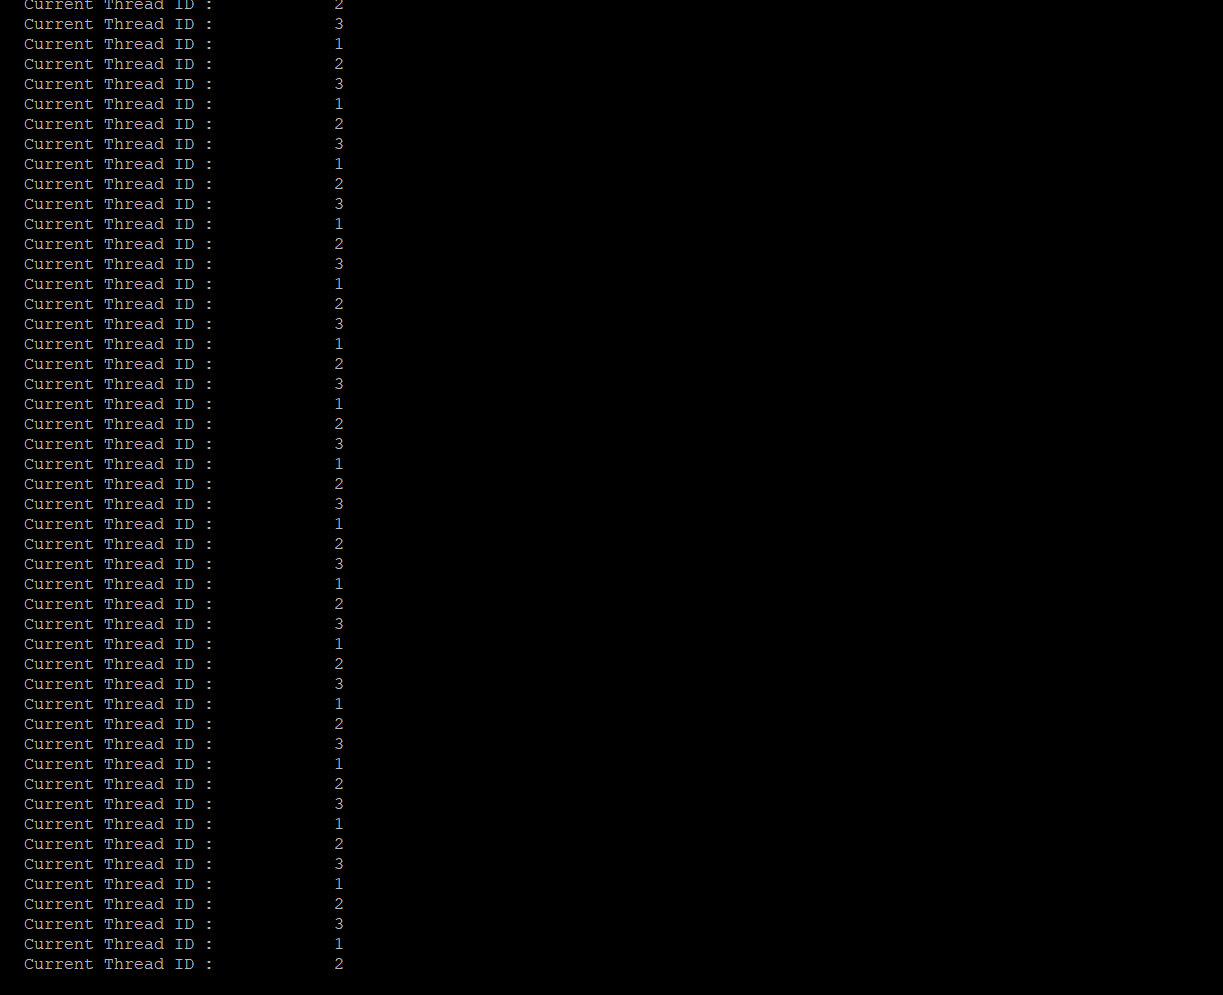 Current Thread ID : 2
Current Thread ID : 3
Current Thread ID : 1
Current Thread ID : 2
Current Thread ID : 3
Current Thread ID : 1
Current Thread ID : 2
Current Thread ID : 3
Current Thread ID : 1
Current Thread ID : 2
Current Thread ID : 3
Current Thread ID : 1
Current Thread ID : 2
Current Thread ID : 3
Current Thread ID : 1
Current Thread ID : 2
Current Thread ID : 3
Current Thread ID : 1
Current Thread ID : 2
Current Thread ID : 3
Current Thread ID : 1
Current Thread ID : 2
Current Thread ID : 3
Current Thread ID : 1
Current Thread ID : 2
Current Thread ID : 3
Current Thread ID : 1
Current Thread ID : 2
Current Thread ID : 3
Current Thread ID : 1
Current Thread ID : 2
Current Thread ID : 3
Current Thread ID : 1
Current Thread ID : 2
Current Thread ID : 3
Current Thread ID : 1
Current Thread ID : 2
Current Thread ID : 3
Current Thread ID : 1
Current Thread ID : 2
Current Thread ID : 3
Current Thread ID : 1
Current Thread ID : 2
Current Thread ID : 3
Current Thread ID : 1
Current Thread ID : 2
Current Thread ID : 3
Current Thread ID : 1
Current Thread ID : 2